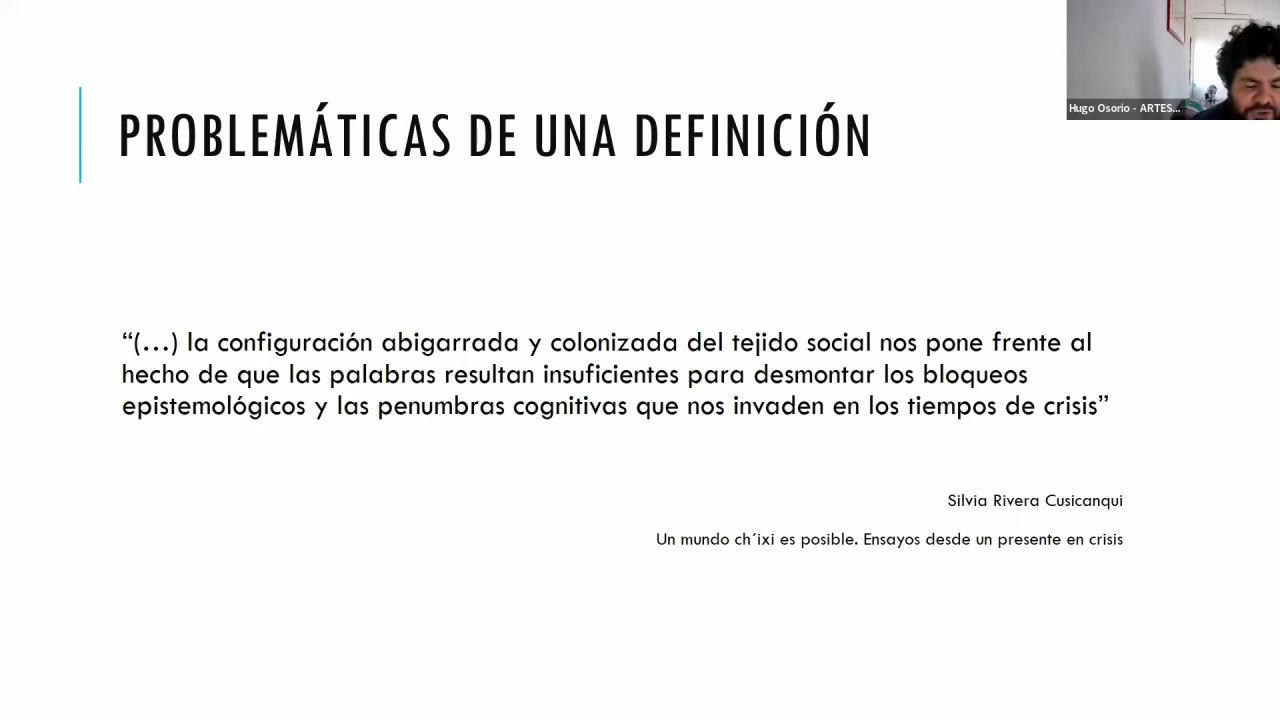 PROBLEMÁTICAS DE UNA DEFINICIÓN
Hugo Osorio - ARTES...
“(…) la configuración abigarrada y colonizada del tejido social nos pone frente al
hecho de que las palabras resultan insuficientes para desmontar los bloqueos
epistemológicos y las penumbras cognitivas que nos invaden en los tiempos de crisis”
Silvia Rivera Cusicanqui
Un mundo ch´ixi es posible. Ensayos desde un presente en crisis